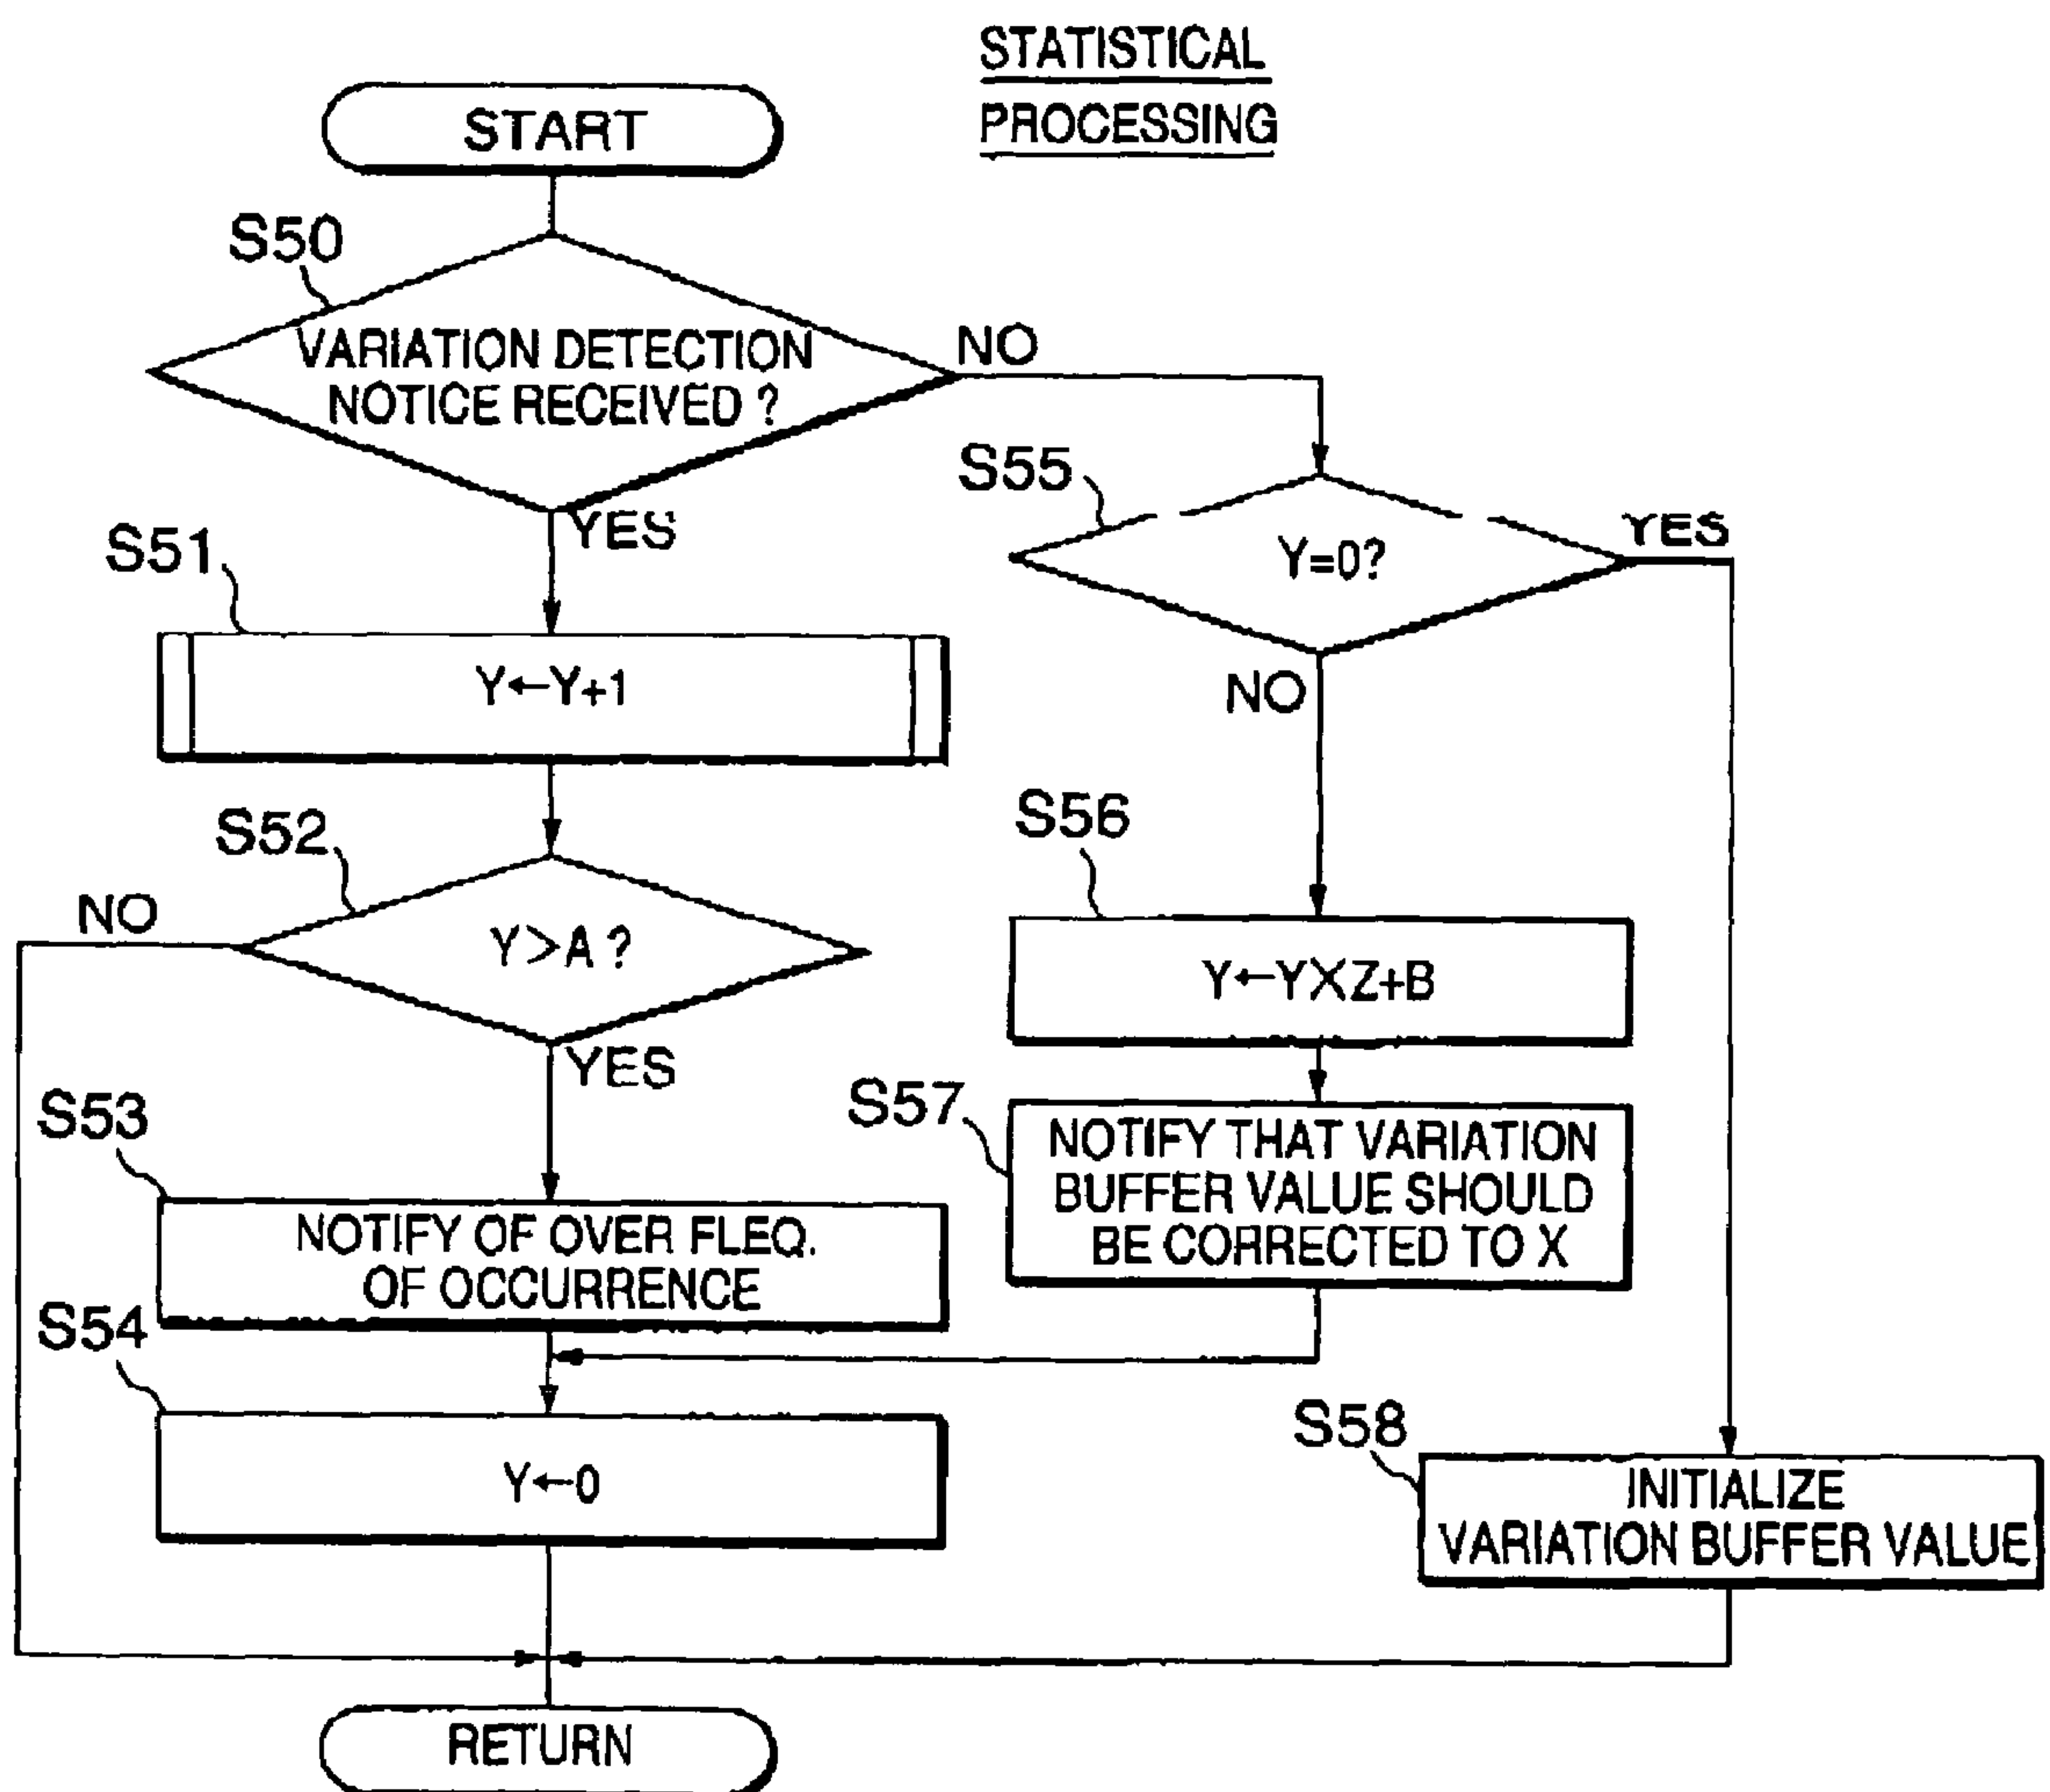 STATISTICAL
PROCESSING
START
S50
VARIATION DETECTION
NOTICE RECEIVED ?
NO
YES
S55
Y=0?
YES
NO
S51
Y←Y+1
S52
NO
Y>A ?
YES
S56
Y←Y×Z+B
S57
NOTIFY THAT VARIATION
BUFFER VALUE SHOULD
BE CORRECTED TO X
S53
NOTIFY OF OVER FLEQ.
OF OCCURRENCE
S54
Y←0
S58
INITIALIZE
VARIATION BUFFER VALUE
RETURN